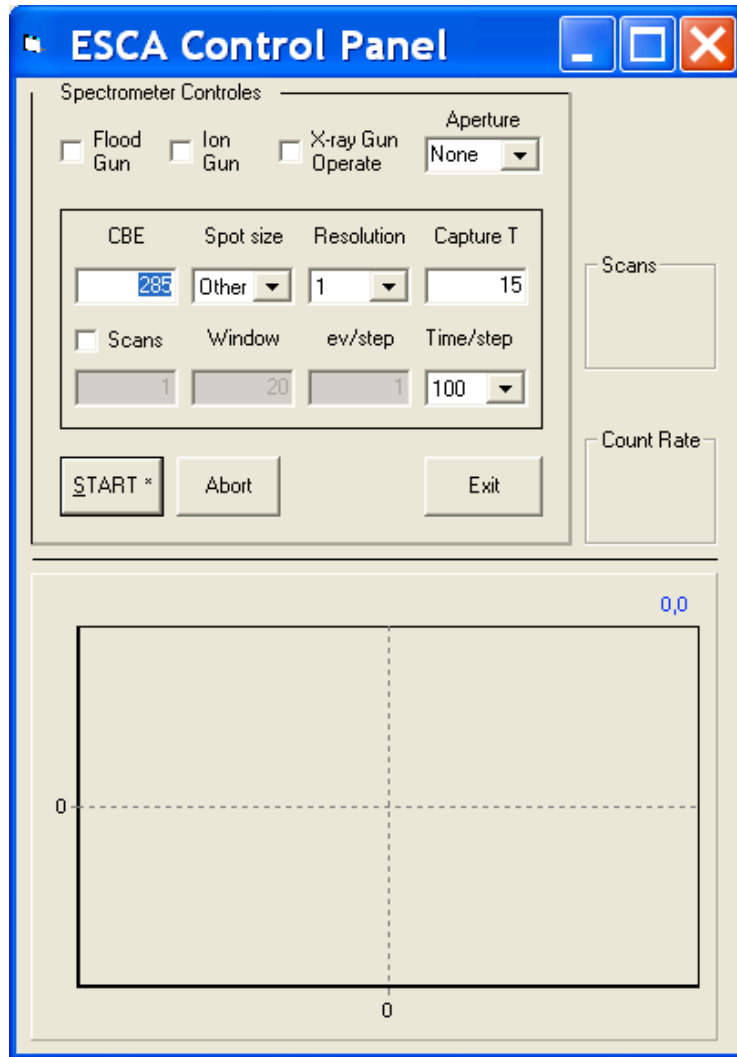 ESCA Control Panel
Spectrometer Controles
Aperture
Flood Gun
Ion Gun
X-ray Gun Operate
None
CBE Spot size Resolution Capture T
285 Other 1 15
Scans Window ev/step Time/step
1 20 1 100
START * Abort Exit
Scans
Count Rate
0,0
0
0